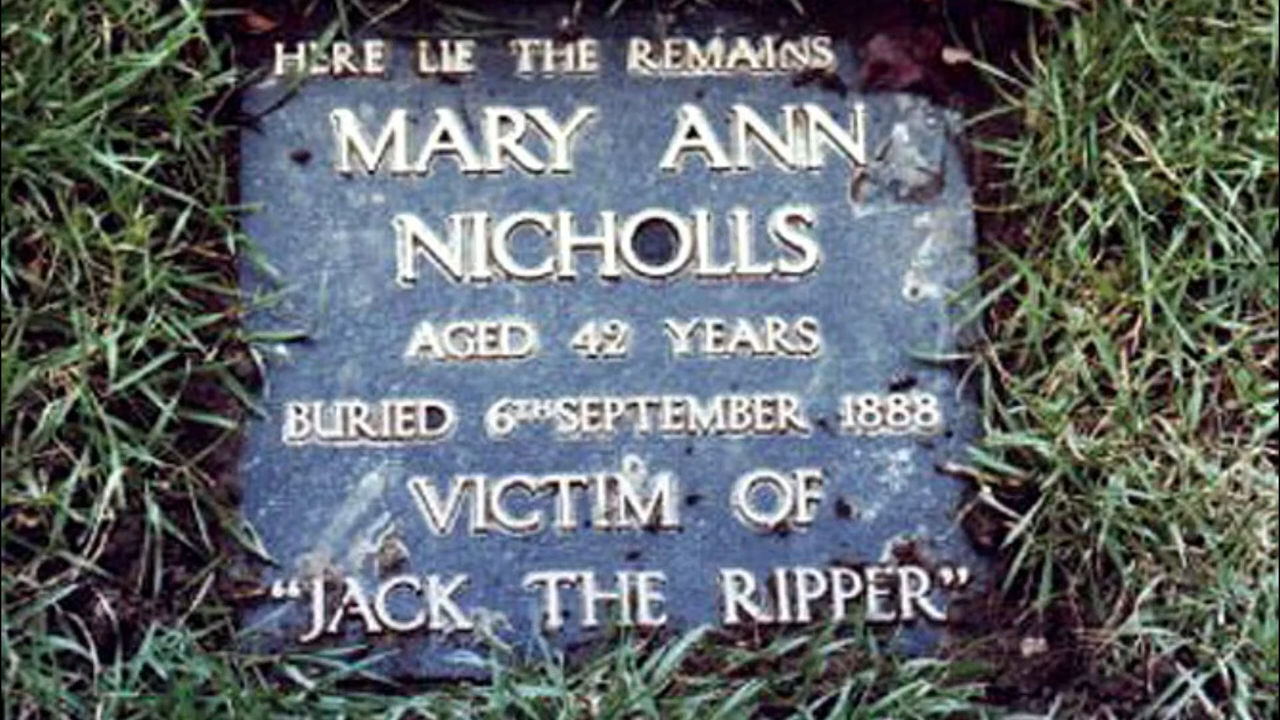 HERE LIE THE REMAINS
MARY ANN
NICHOLLS
AGED 42 YEARS
BURIED 6TH SEPTEMBER 1888
VICTIM OF
“JACK THE RIPPER”